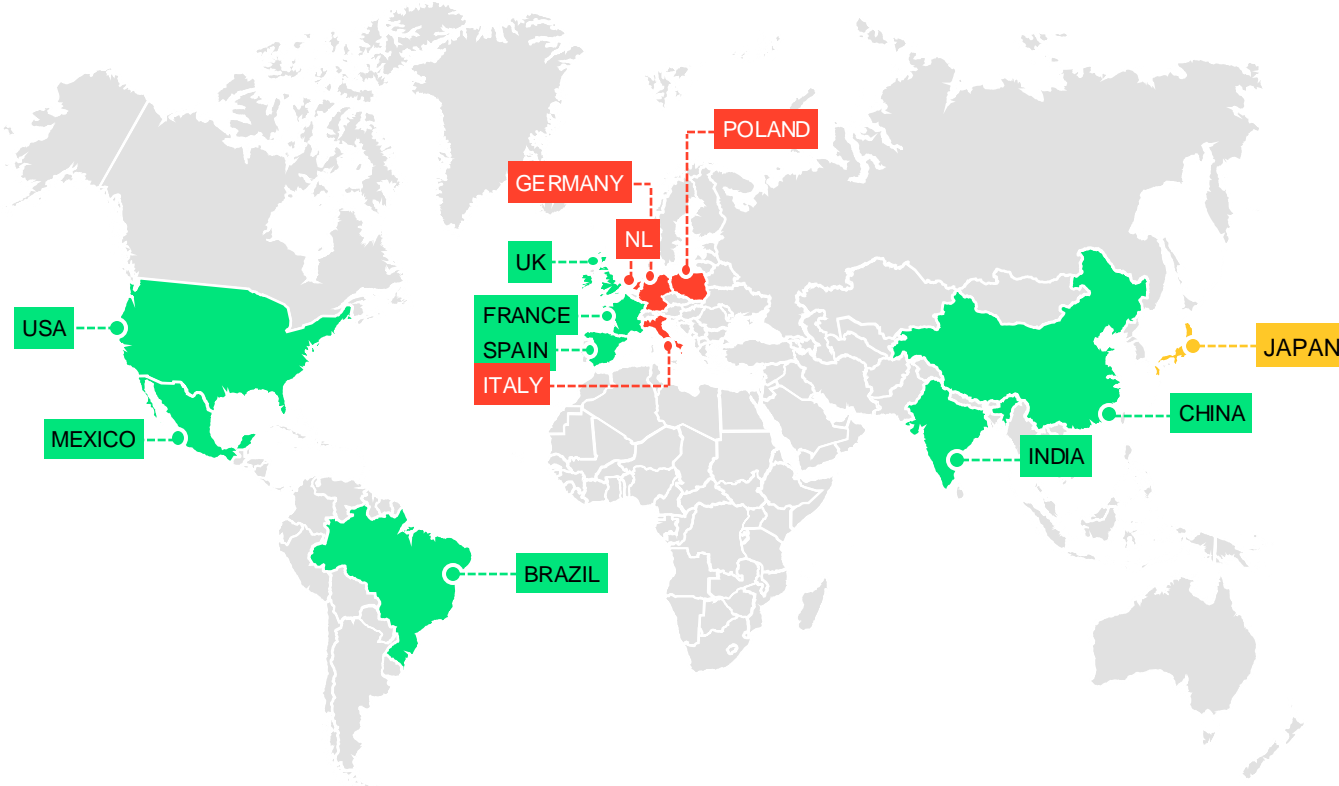 POLAND
GERMANY
NL
UK
FRANCE
USA
SPAIN
JAPAN
ITALY
CHINA
MEXICO
INDIA
BRAZIL